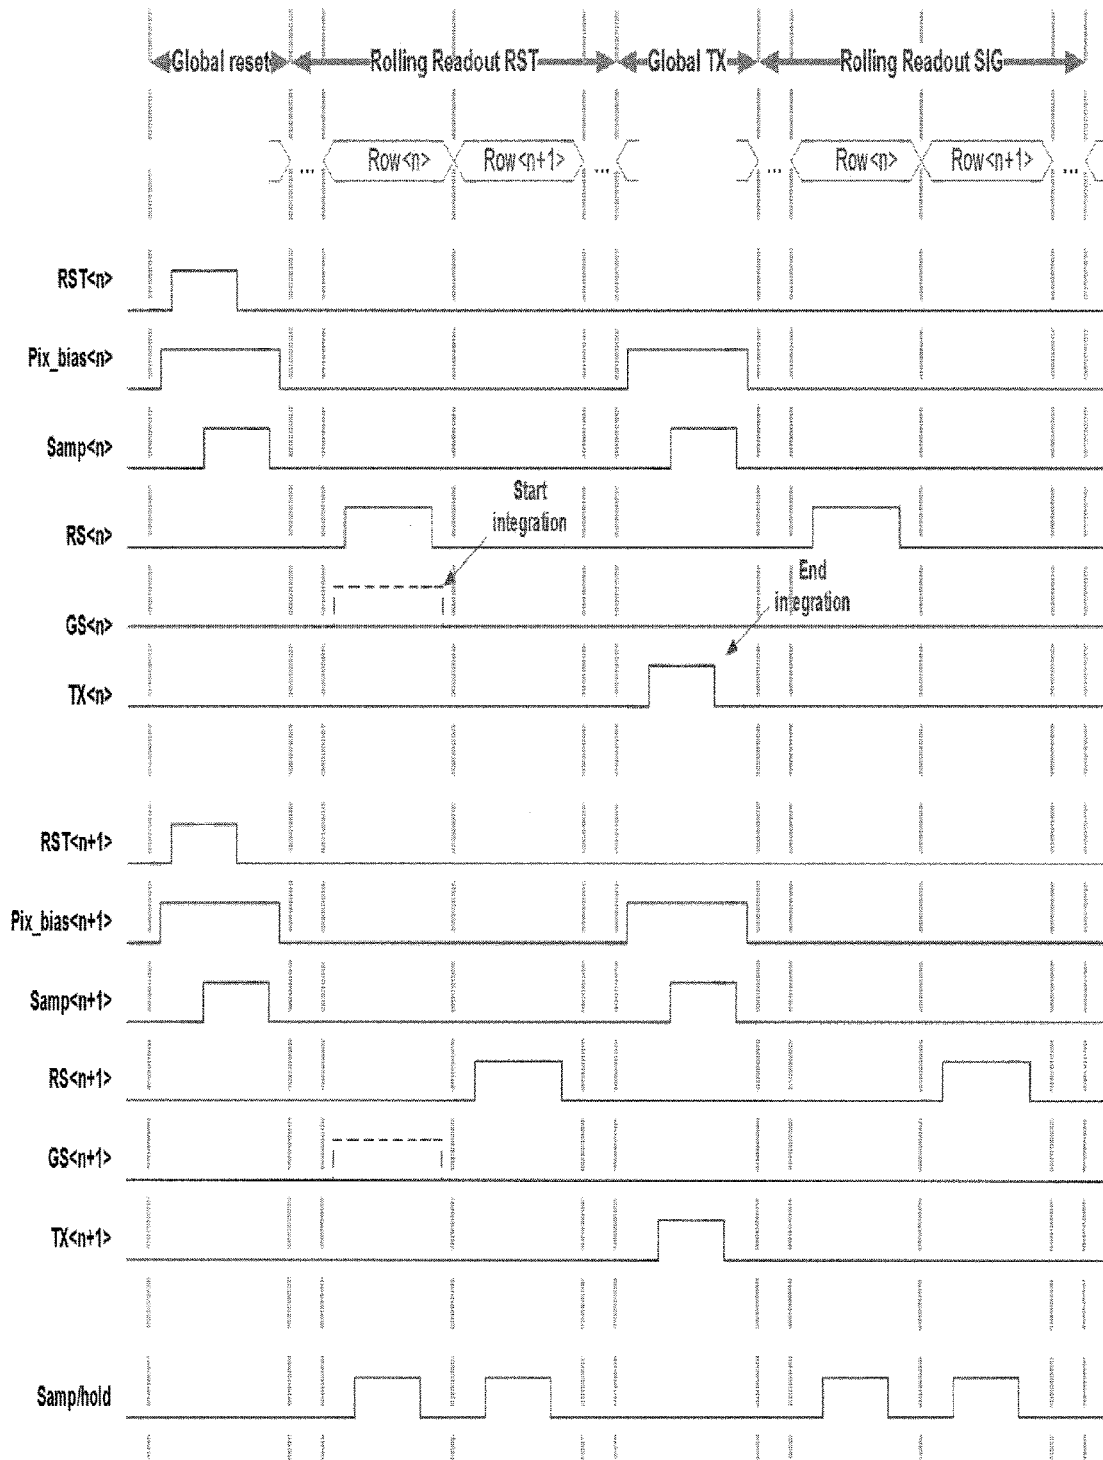 Global reset Rolling Readout RST Global TX Rolling Readout SIG
... Row<n> Row<n+1> ... ... Row<n> Row<n+1> ...
RST<n>
Pix_bias<n>
Samp<n>
Start
integration
RS<n>
End
integration
GS<n>
TX<n>
RST<n+1>
Pix_bias<n+1>
Samp<n+1>
RS<n+1>
GS<n+1>
TX<n+1>
Samp/hold